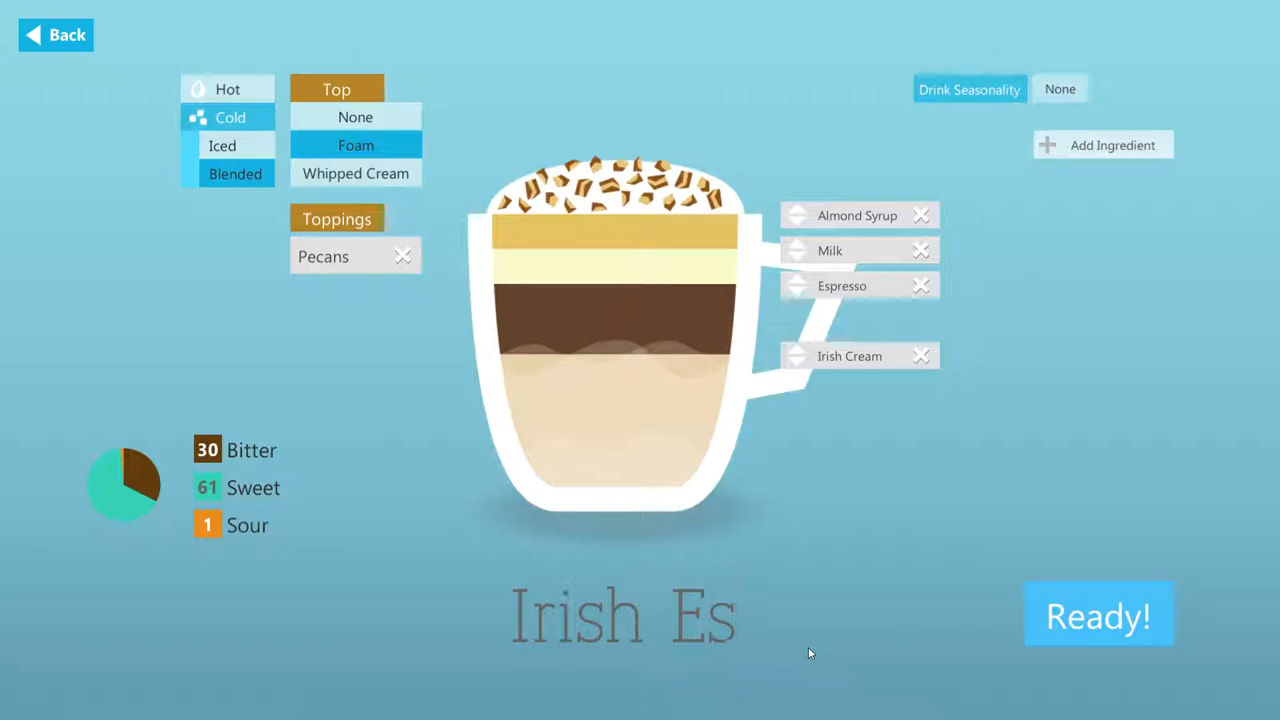 Back
Hot
Cold
Iced
Blended
Top
None
Foam
Whipped Cream
Toppings
Pecans
Drink Seasonality
None
Add Ingredient
Almond Syrup
Milk
Espresso
Irish Cream
30 Bitter
61 Sweet
1 Sour
Irish Es
Ready!